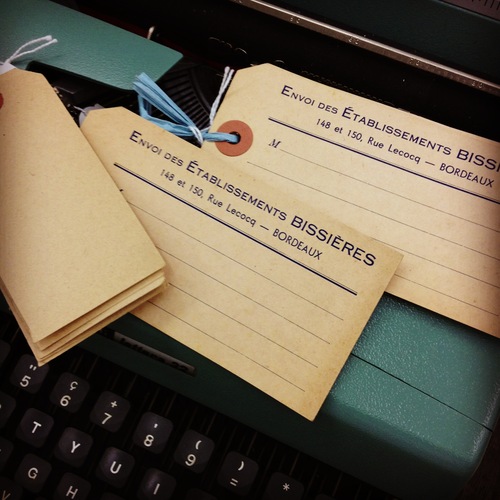 ENVOI DES ÉTABLISSEMENTS BISSI
148 et 150, Rue Lecocq — BORDEAUX
M
ENVOI DES ÉTABLISSEMENTS BISSIÈRES
148 et 150, Rue Lecocq — BORDEAUX
" 5
ç 6
+ 7
' 8
( 9
T Y U I
G H